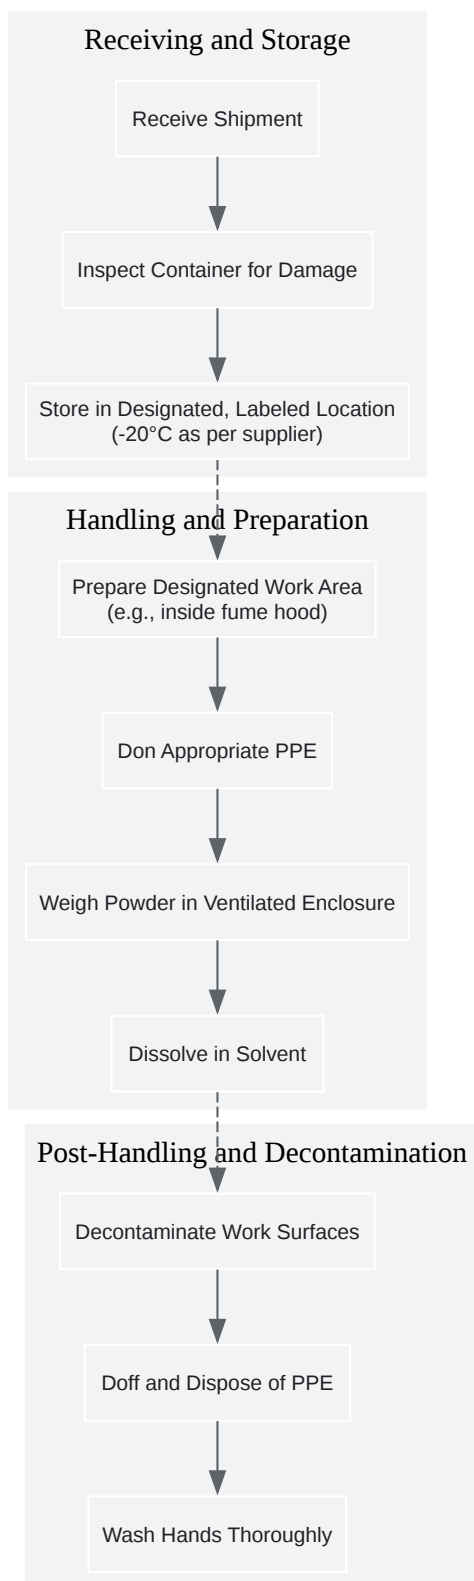 Receiving and Storage
Receive Shipment
Inspect Container for Damage
Store in Designated, Labeled Location
(-20°C as per supplier)
Handling and Preparation
Prepare Designated Work Area
(e.g., inside fume hood)
Don Appropriate PPE
Weigh Powder in Ventilated Enclosure
Dissolve in Solvent
Post-Handling and Decontamination
Decontaminate Work Surfaces
Doff and Dispose of PPE
Wash Hands Thoroughly